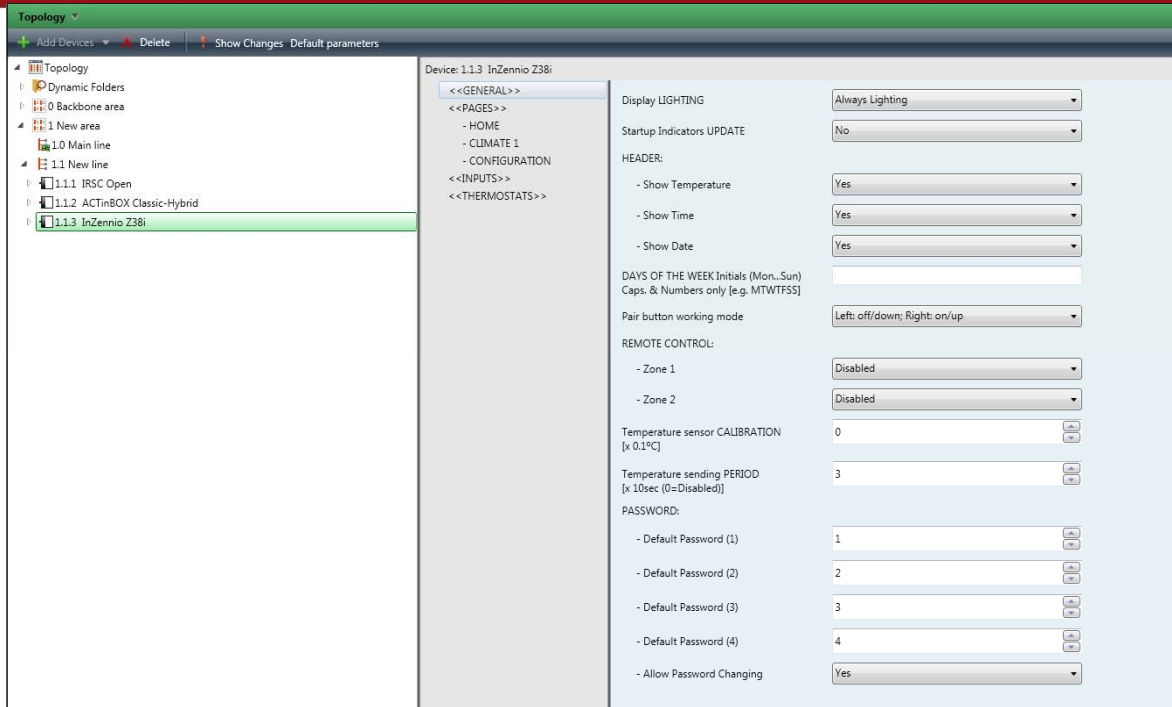 Topology
Add Devices Delete Show Changes Default parameters
Topology
Dynamic Folders
0 Backbone area
1 New area
1.0 Main line
1.1 New line
1.1.1 IRSC Open
1.1.2 ACTinBOX Classic-Hybrid
1.1.3 InZennio Z38i
Device: 1.1.3 InZennio Z38i
<<GENERAL>>
<<PAGES>>
- HOME
- CLIMATE 1
- CONFIGURATION
<<INPUTS>>
<<THERMOSTATS>>
Display LIGHTING Always Lighting
Startup Indicators UPDATE No
HEADER:
- Show Temperature Yes
- Show Time Yes
- Show Date Yes
DAYS OF THE WEEK Initials (Mon...Sun)
Caps. & Numbers only [e.g. MTWTFSS]
Pair button working mode Left: off/down; Right: on/up
REMOTE CONTROL:
- Zone 1 Disabled
- Zone 2 Disabled
Temperature sensor CALIBRATION 0
[x 0.1ºC]
Temperature sending PERIOD 3
[x 10sec (0=Disabled)]
PASSWORD:
- Default Password (1) 1
- Default Password (2) 2
- Default Password (3) 3
- Default Password (4) 4
- Allow Password Changing Yes